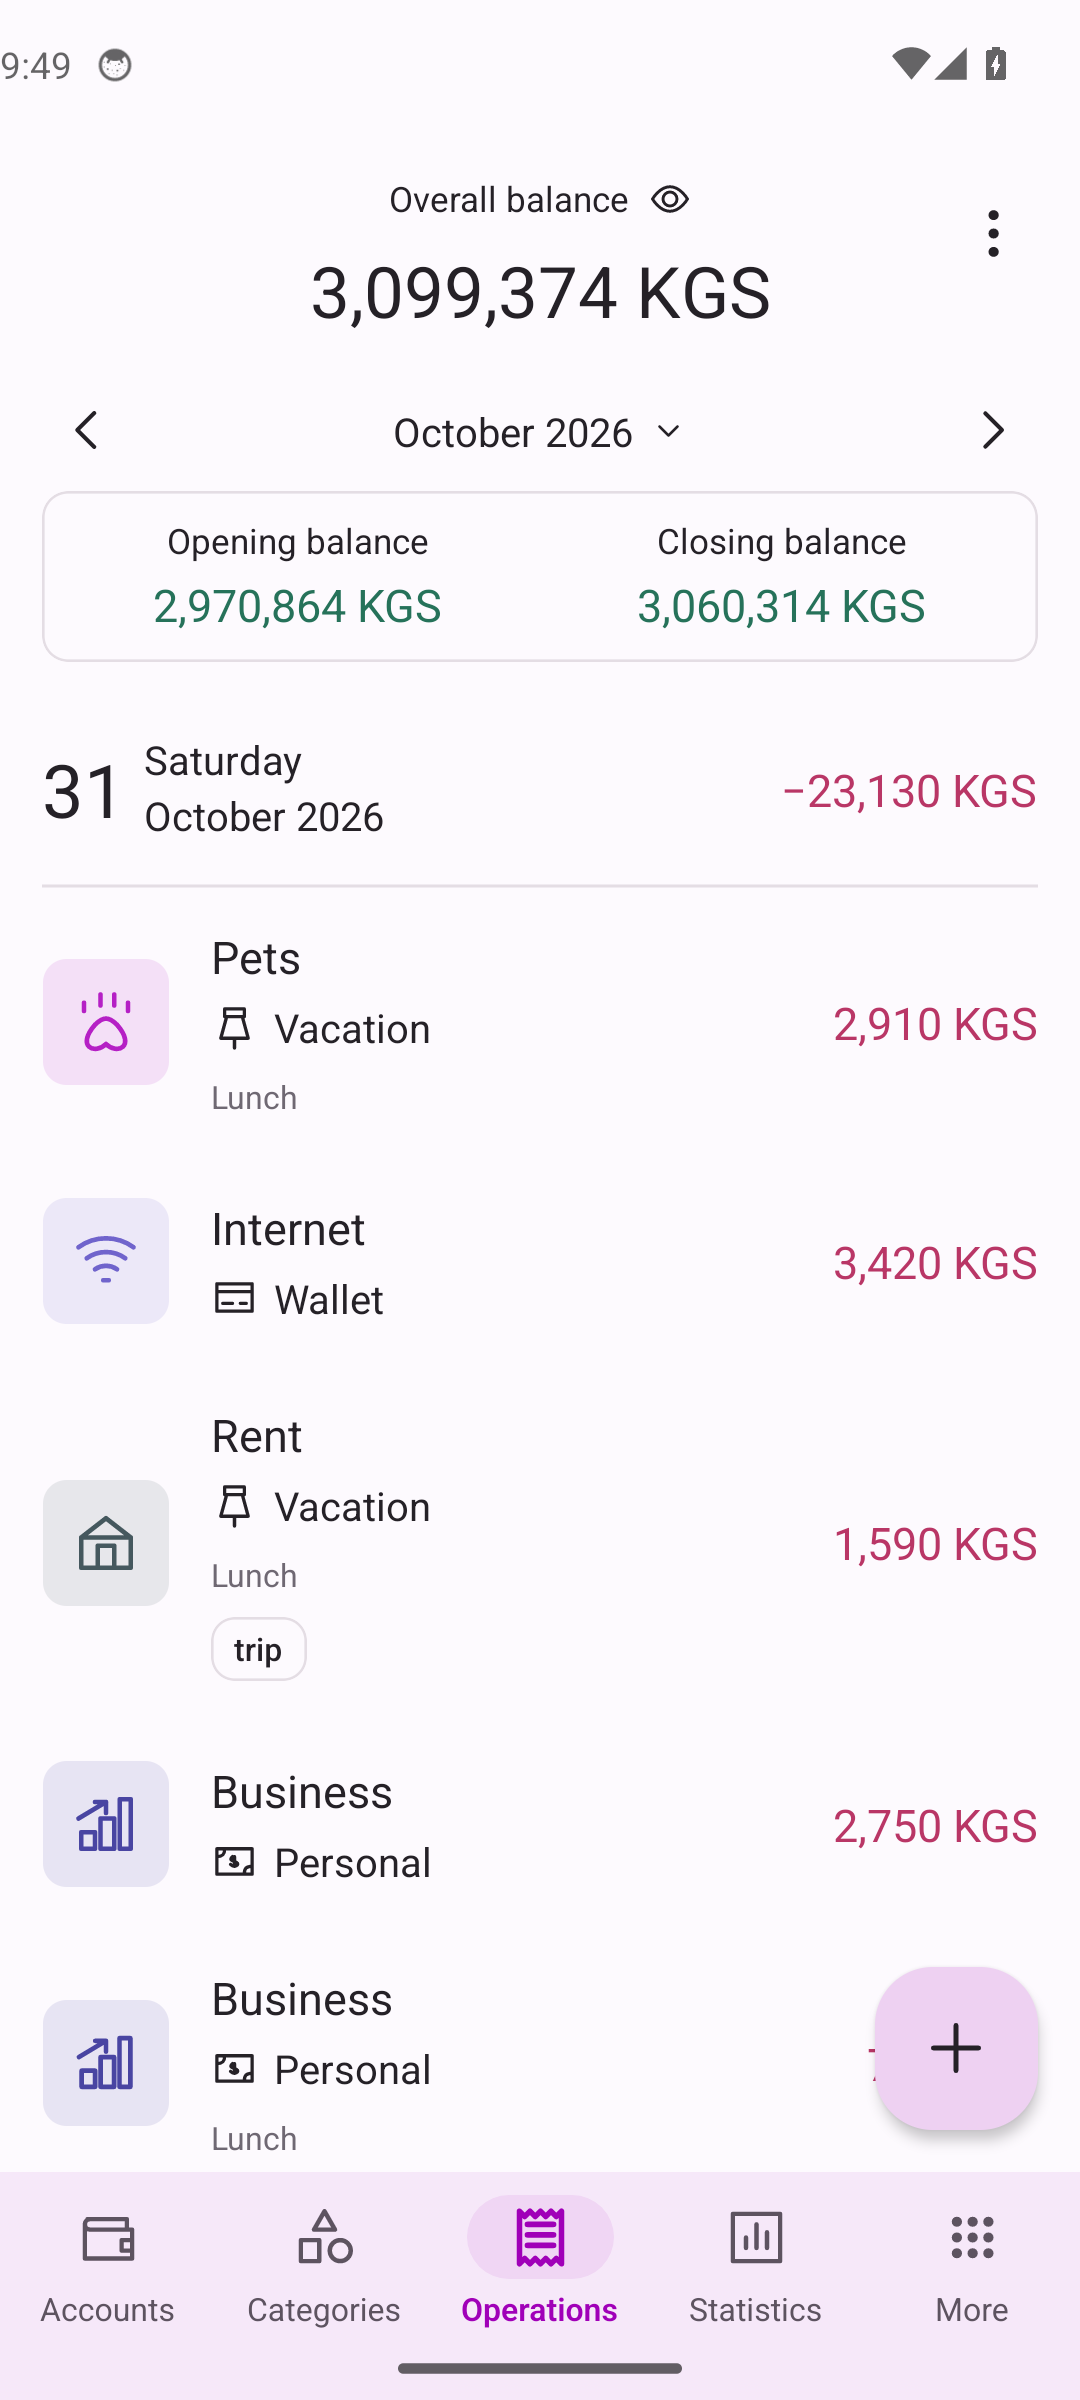 9:49
Overall balance
3,099,374 KGS
October 2026
Opening balance
Closing balance
2,970,864 KGS
3,060,314 KGS
31
Saturday
October 2026
−23,130 KGS
Pets
Vacation
Lunch
2,910 KGS
Internet
Wallet
3,420 KGS
Rent
Vacation
Lunch
trip
1,590 KGS
Business
Personal
2,750 KGS
Business
Personal
Lunch
Accounts
Categories
Operations
Statistics
More